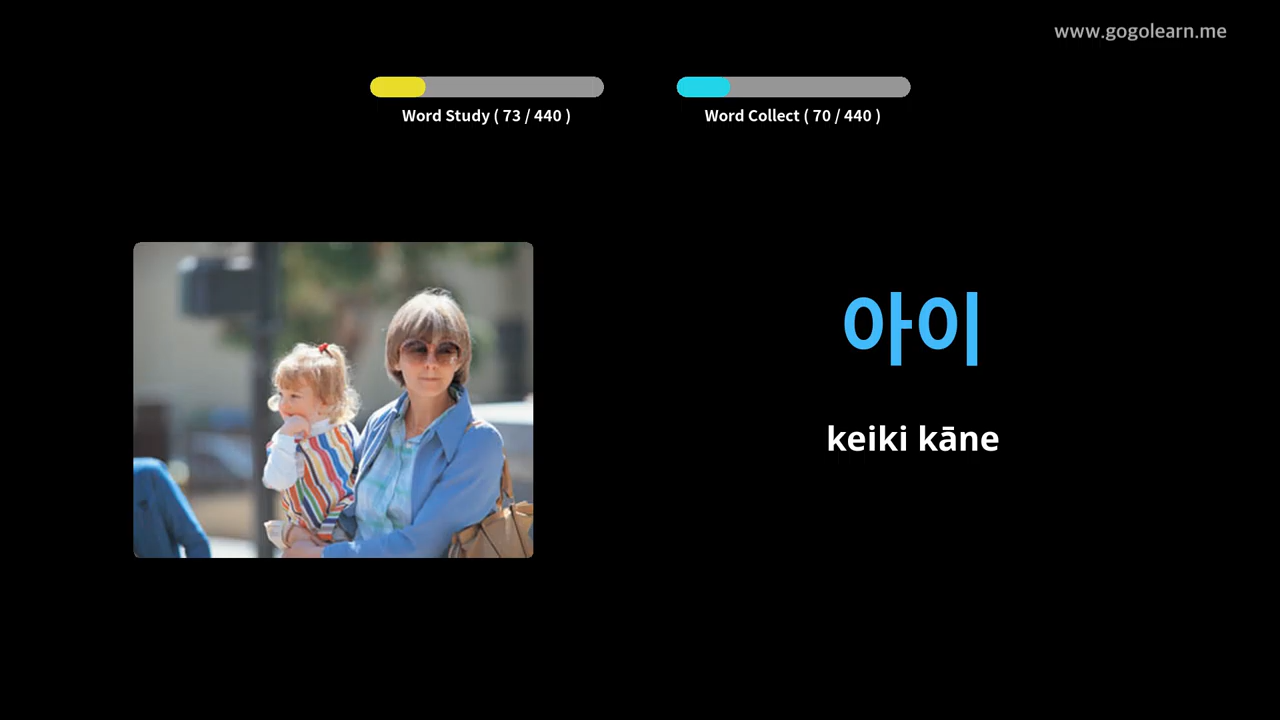 www.gogolearn.me
Word Study ( 73 / 440 )
Word Collect ( 70 / 440 )
아이
keiki kāne